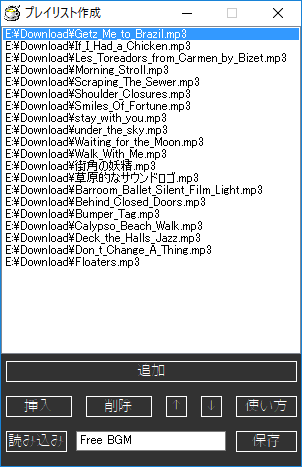 プレイリスト作成
E:¥Download¥Getz_Me_to_Brazil.mp3
E:¥Download¥If_I_Had_a_Chicken.mp3
E:¥Download¥Les_Toreadors_from_Carmen_by_Bizet.mp3
E:¥Download¥Morning_Stroll.mp3
E:¥Download¥Scraping_The_Sewer.mp3
E:¥Download¥Shoulder_Closures.mp3
E:¥Download¥Smiles_Of_Fortune.mp3
E:¥Download¥stay_with_you.mp3
E:¥Download¥under_the_sky.mp3
E:¥Download¥Waiting_for_the_Moon.mp3
E:¥Download¥Walk_With_Me.mp3
E:¥Download¥街角の妖精.mp3
E:¥Download¥草原的なサウンドロゴ.mp3
E:¥Download¥Barroom_Ballet_Silent_Film_Light.mp3
E:¥Download¥Behind_Closed_Doors.mp3
E:¥Download¥Bumper_Tag.mp3
E:¥Download¥Calypso_Beach_Walk.mp3
E:¥Download¥Deck_the_Halls_Jazz.mp3
E:¥Download¥Don_t_Change_A_Thing.mp3
E:¥Download¥Floaters.mp3
追加
挿入 削除 ↑ ↓ 使い方
読み込み Free BGM 保存